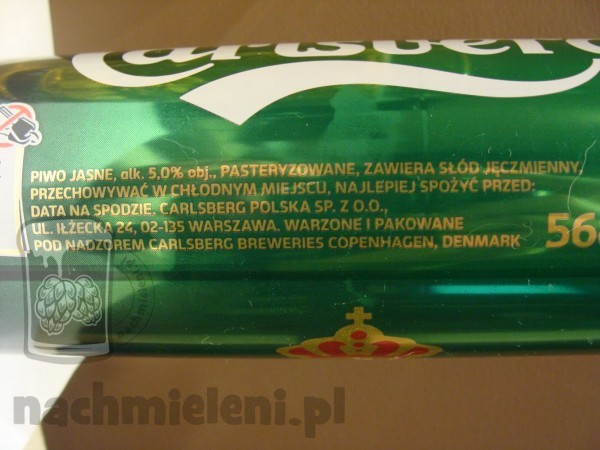 Carlsberg
PIWO JASNE, alk. 5,0% obj., PASTERYZOWANE, ZAWIERA SŁÓD JĘCZMIENNY,
PRZECHOWYWAĆ W CHŁODNYM MIEJSCU, NAJLEPIEJ SPOŻYĆ PRZED:
DATA NA SPODZIE. CARLSBERG POLSKA SP. Z O.O.,
UL. IŁŻECKA 24, 02-135 WARSZAWA. WARZONE I PAKOWANE
POD NADZOREM CARLSBERG BREWERIES COPENHAGEN, DENMARK
nachmieleni.pl